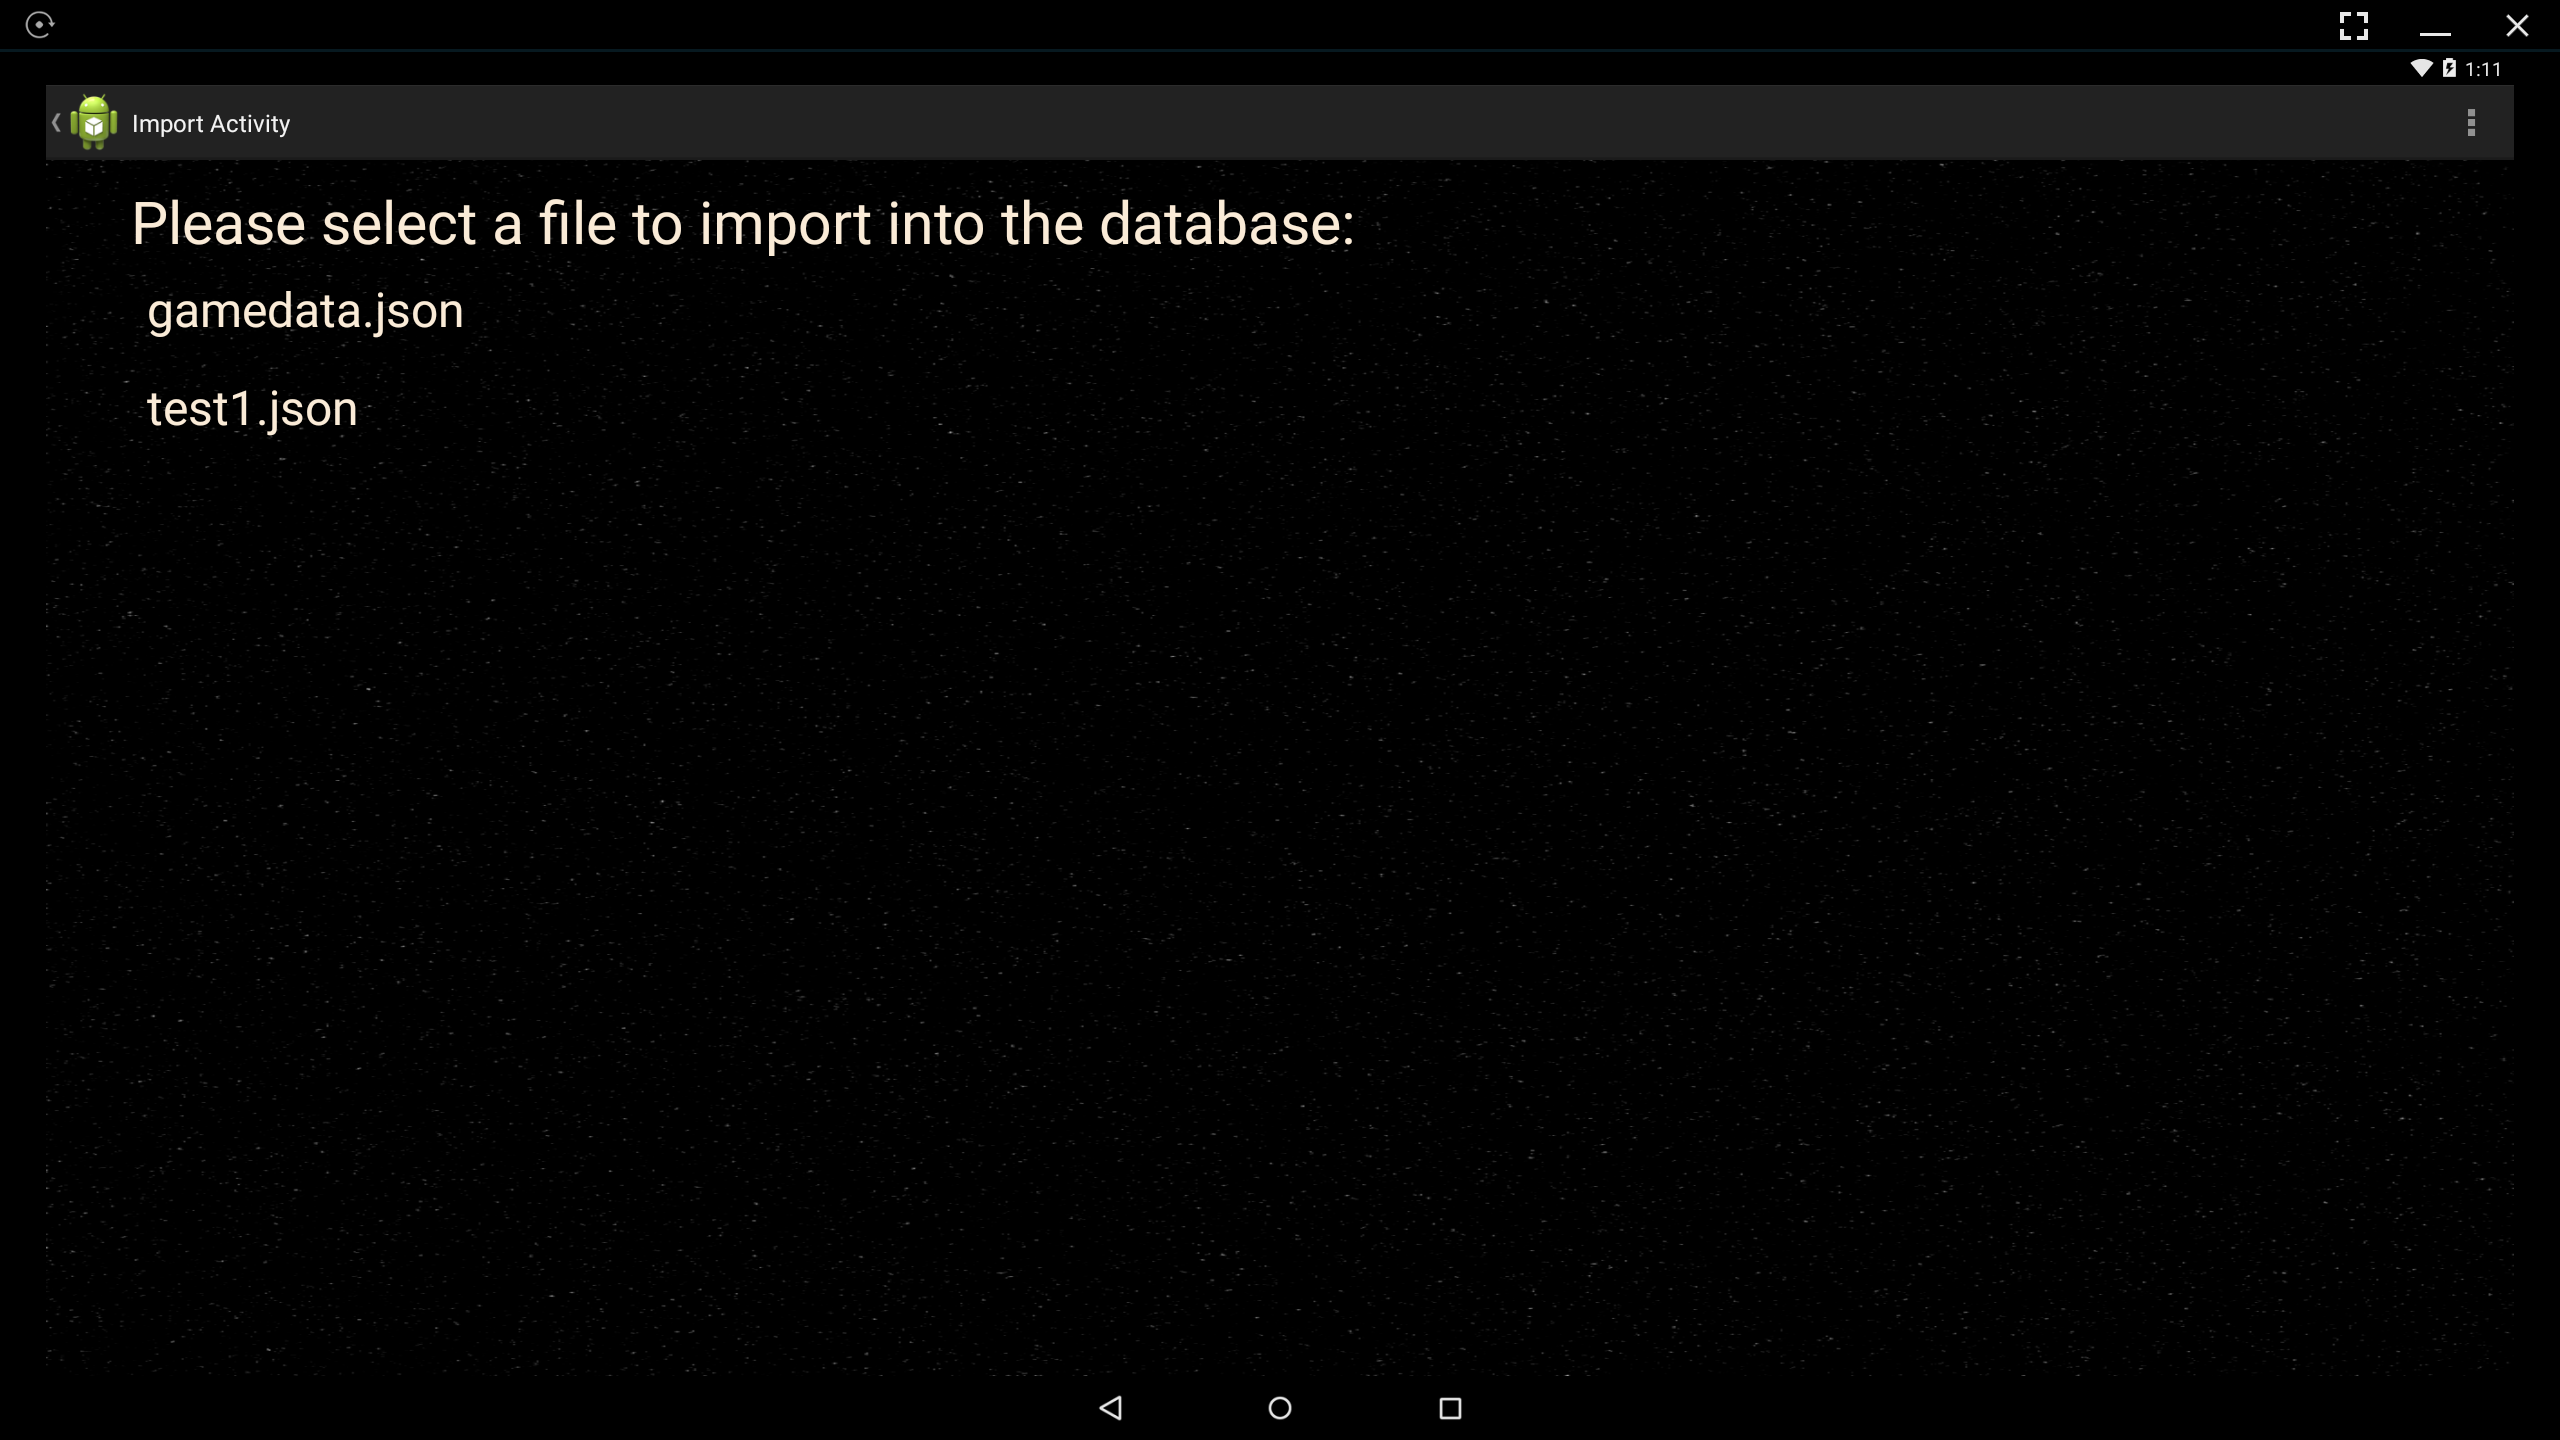 1:11
Import Activity
Please select a file to import into the database:
gamedata.json
test1.json